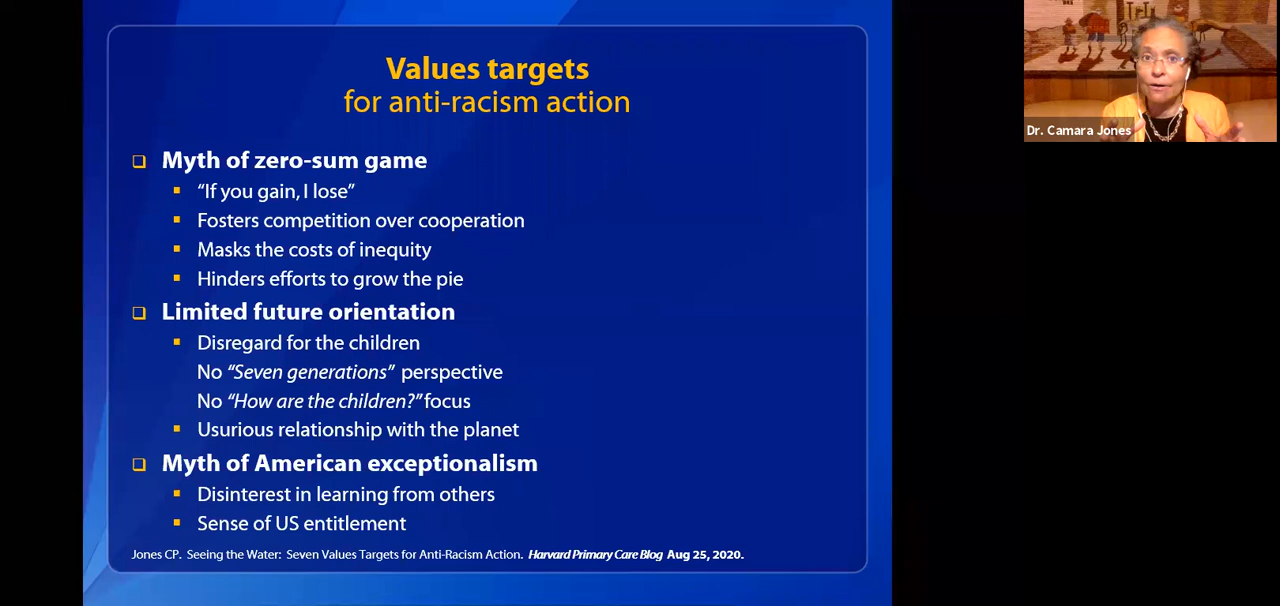 Values targets
for anti-racism action
Myth of zero-sum game
“If you gain, I lose”
Fosters competition over cooperation
Masks the costs of inequity
Hinders efforts to grow the pie
Limited future orientation
Disregard for the children
No “Seven generations” perspective
No “How are the children?” focus
Usurious relationship with the planet
Myth of American exceptionalism
Disinterest in learning from others
Sense of US entitlement
Jones CP. Seeing the Water: Seven Values Targets for Anti-Racism Action. Harvard Primary Care Blog Aug 25, 2020.
Dr. Camara Jones